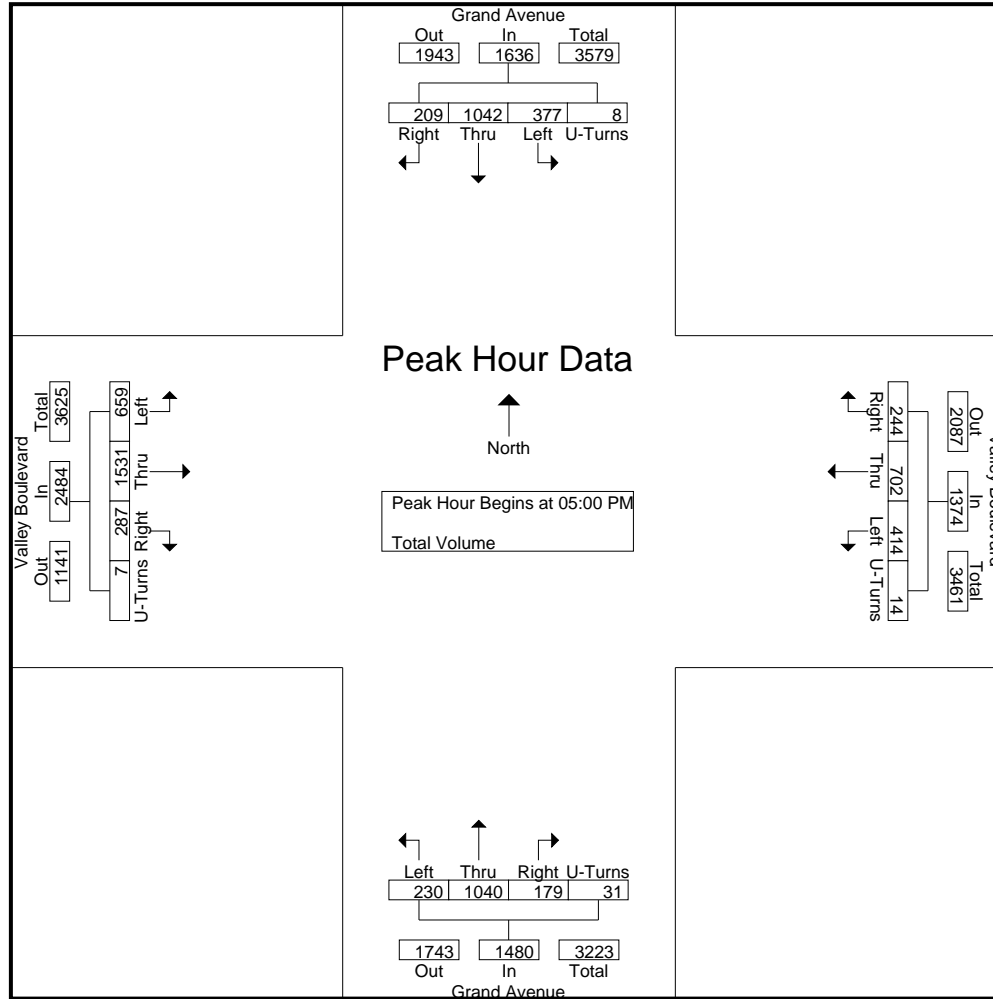 Grand Avenue
Out In Total
1943 1636 3579
209 1042 377 8
Right Thru Left U-Turns
Peak Hour Data
North
Peak Hour Begins at 05:00 PM
Total Volume
Valley Boulevard
Total In Out
3625 2484 1141
659 1531 287 7
Left Thru Right U-Turns
Valley Boulevard
Out In Total
2087 1374 3461
244 702 414 14
Right Thru Left U-Turns
Left Thru Right U-Turns
230 1040 179 31
1743 1480 3223
Out In Total
Grand Avenue